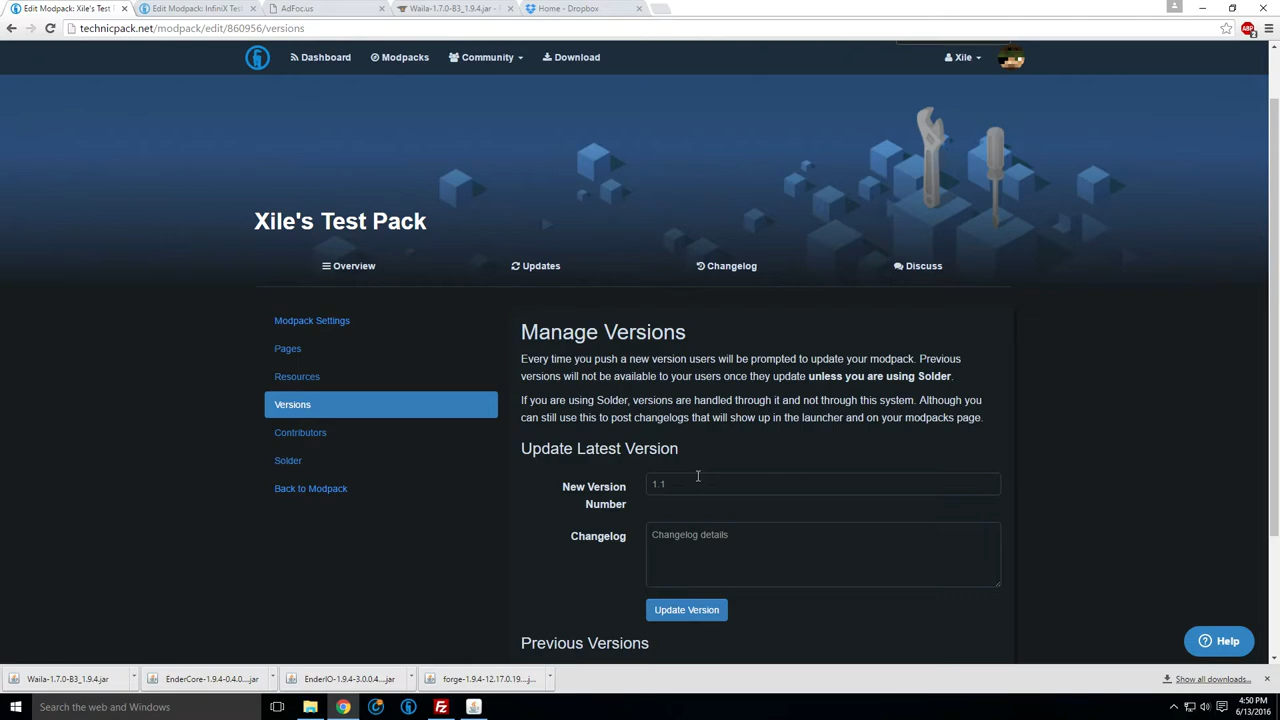 Edit Modpack: Xile's Test P
Edit Modpack: InfiniX Test
AdFoc.us
Waila-1.7.0-B3_1.9.4.jar -
Home - Dropbox
technicpack.net/modpack/edit/860956/versions
Dashboard
Modpacks
Community
Download
Xile
Xile's Test Pack
Overview
Updates
Changelog
Discuss
Modpack Settings
Pages
Resources
Versions
Contributors
Solder
Back to Modpack
Manage Versions
Every time you push a new version users will be prompted to update your modpack. Previous
versions will not be available to your users once they update unless you are using Solder.
If you are using Solder, versions are handled through it and not through this system. Although you
can still use this to post changelogs that will show up in the launcher and on your modpacks page.
Update Latest Version
New Version
Number
1.1
Changelog
Changelog details
Update Version
Previous Versions
Help
Waila-1.7.0-B3_1.9.4.jar
EnderCore-1.9.4-0.4.0....jar
EnderIO-1.9.4-3.0.0.4....jar
forge-1.9.4-12.17.0.19....j...
Show all downloads...
Search the web and Windows
4:50 PM
6/13/2016